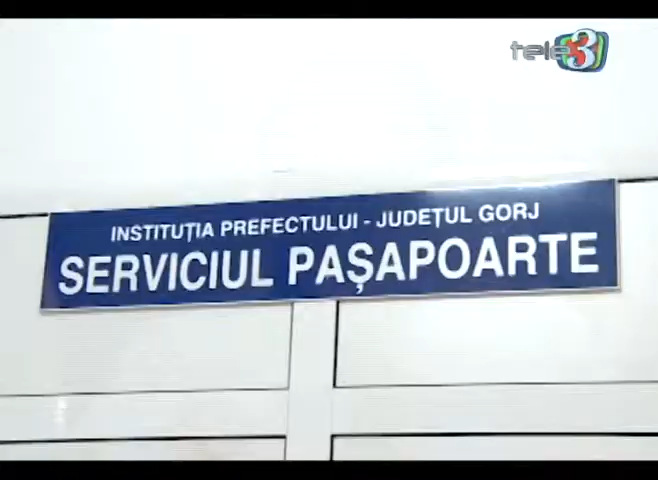 tele3
INSTITUȚIA PREFECTULUI - JUDEȚUL GORJ
SERVICIUL PAȘAPOARTE